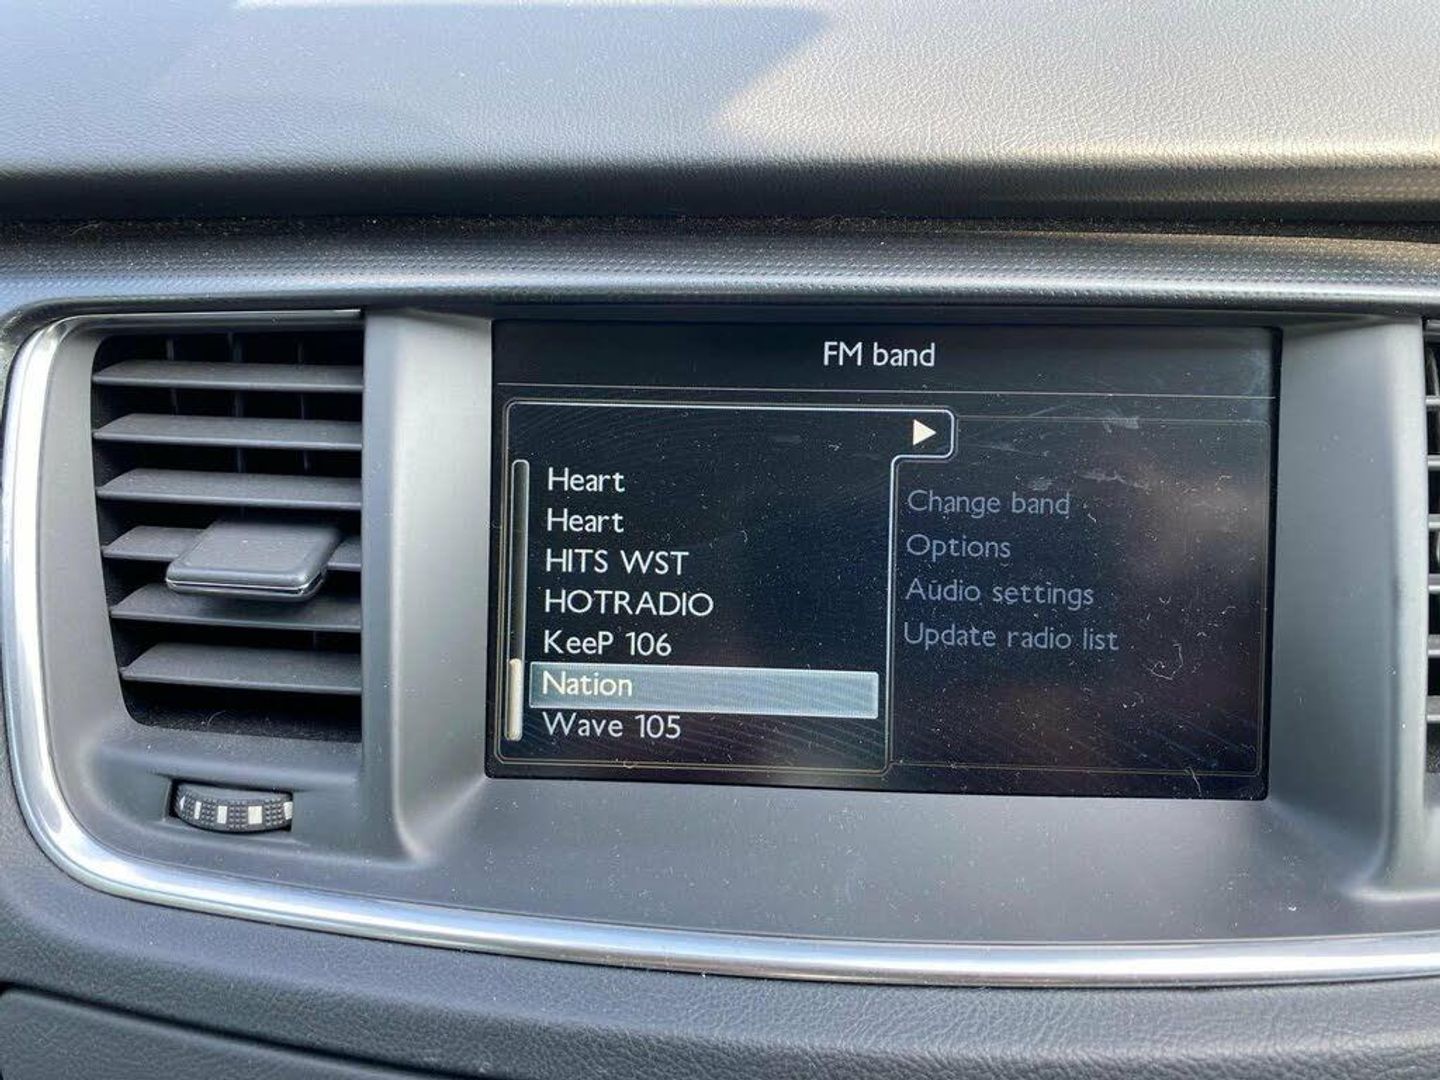 FM band
Heart
Heart
HITS WST
HOTRADIO
KeeP 106
Nation
Wave 105
Change band
Options
Audio settings
Update radio list